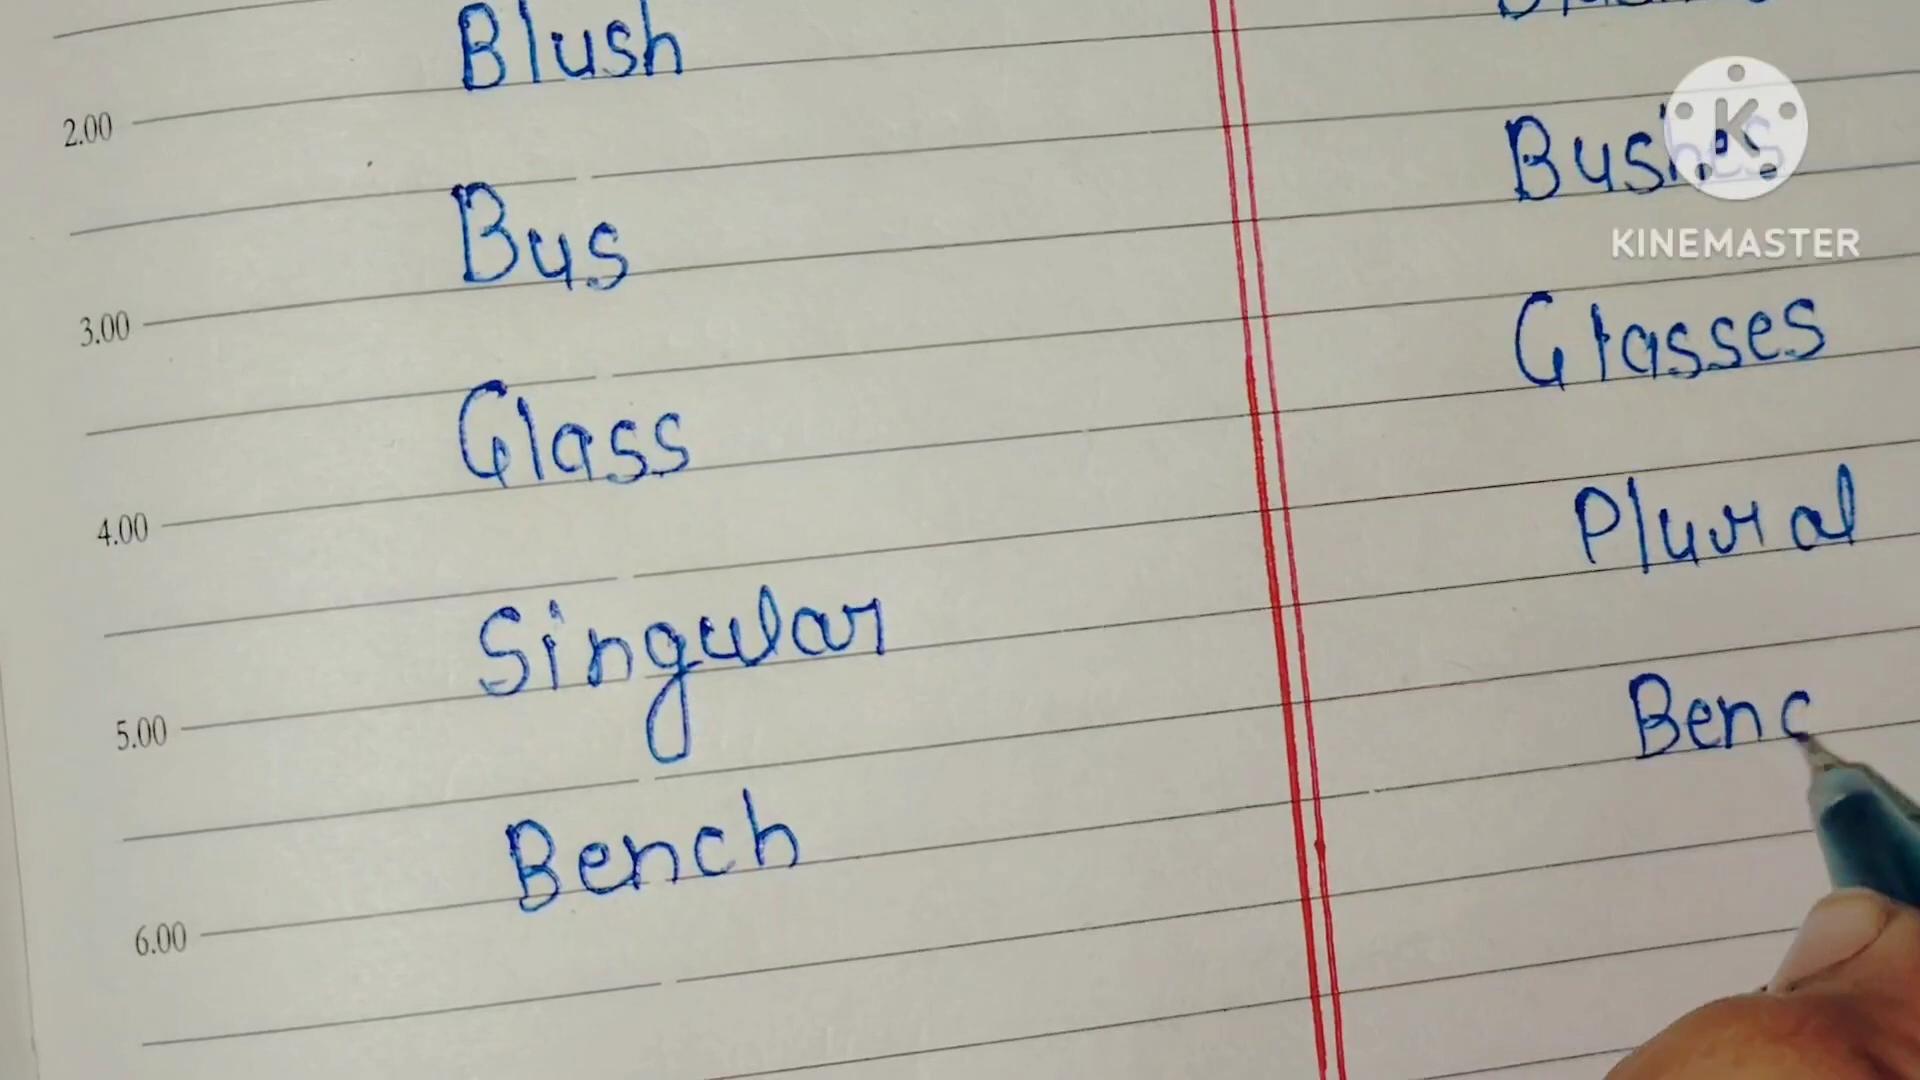 Blush
2.00
Bus
Bushes
KINEMASTER
3.00
Glass
Glasses
4.00
Singular
Plural
5.00
Bench
Benc
6.00